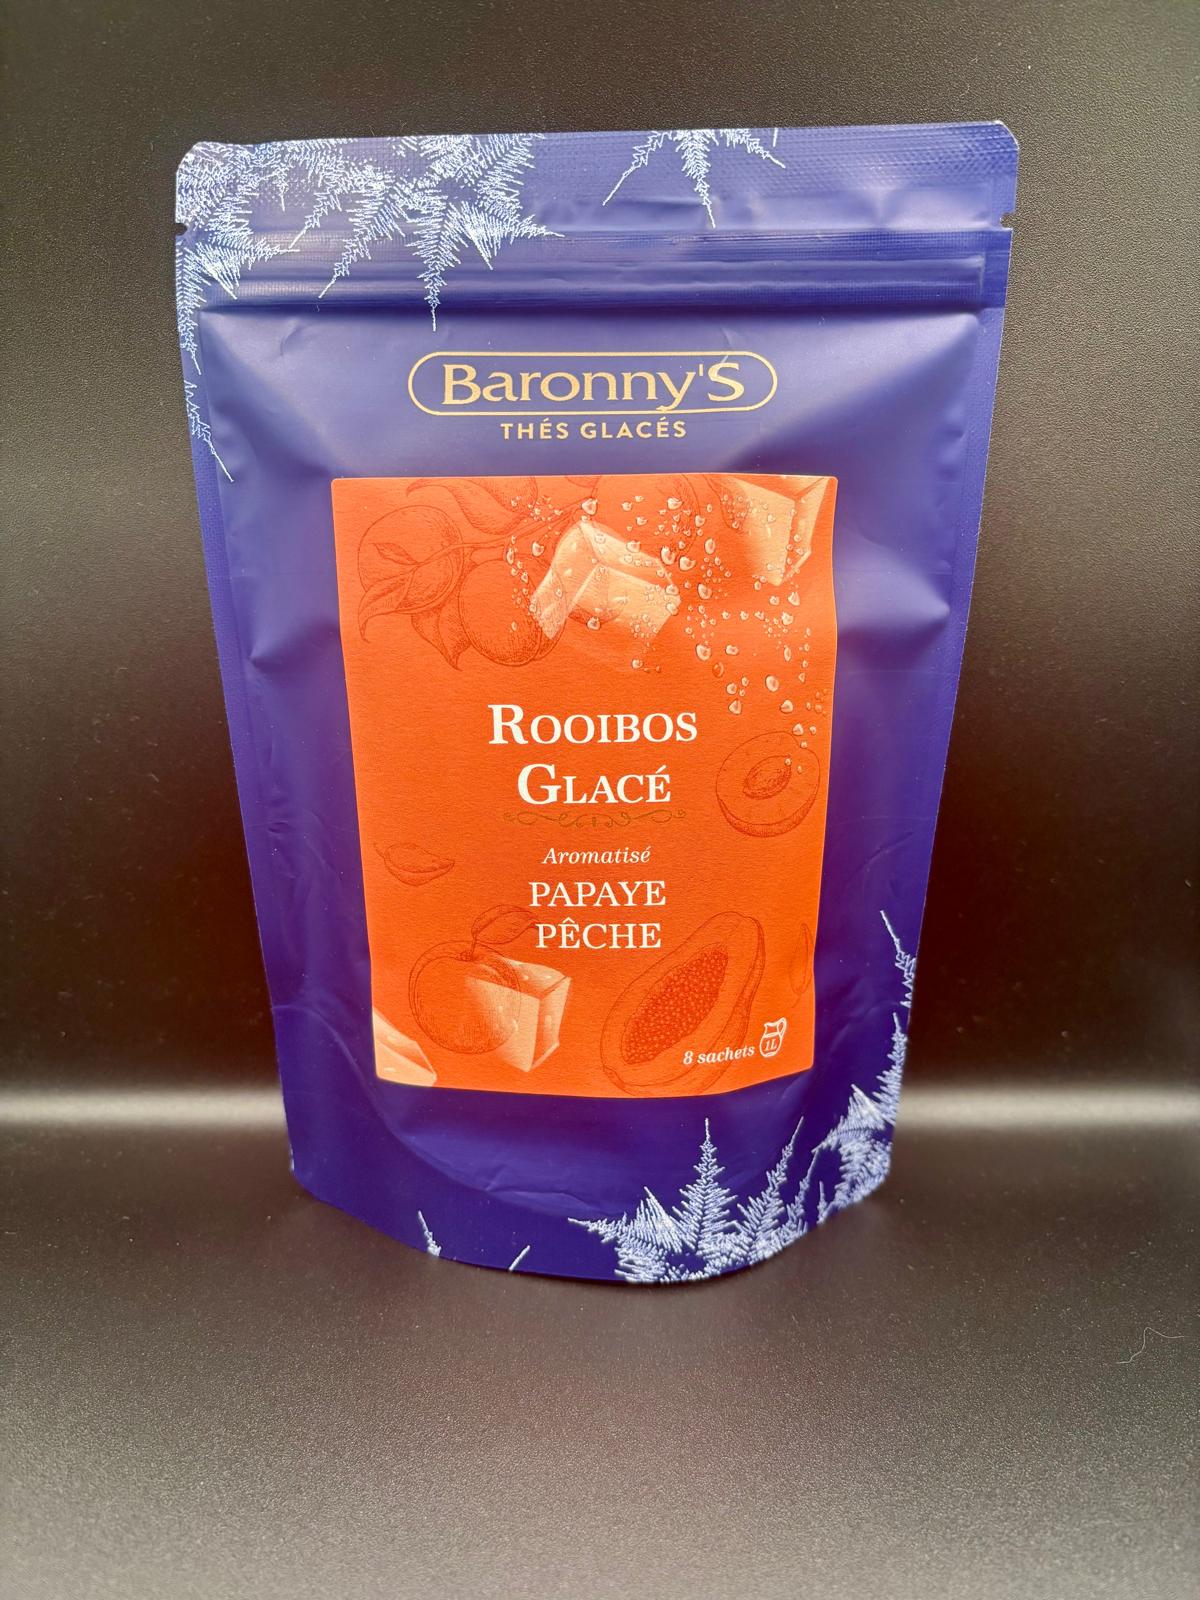 Baronny'S
THÉS GLACÉS
ROOIBOS
GLACÉ
Aromatisé
PAPAYE
PÊCHE
8 sachets 1L